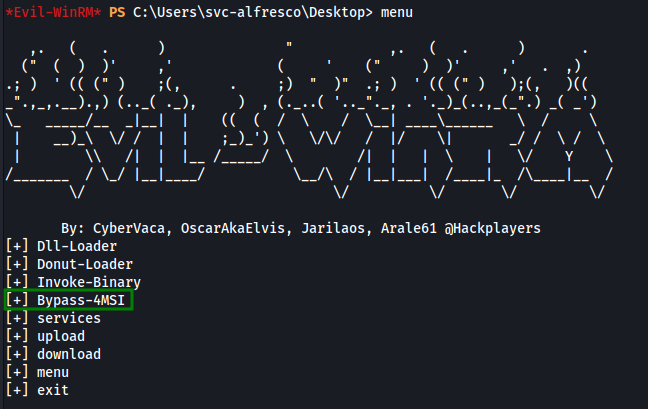 *Evil-WinRM* PS C:\Users\svc-alfresco\Desktop> menu
By: CyberVaca, OscarAkaElvis, Jarilaos, Arale61 @Hackplayers
[+] Dll-Loader
[+] Donut-Loader
[+] Invoke-Binary
[+] Bypass-4MSI
[+] services
[+] upload
[+] download
[+] menu
[+] exit